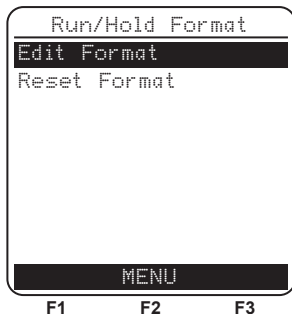 Run/Hold Format
Edit Format
Reset Format
MENU
F1 F2 F3